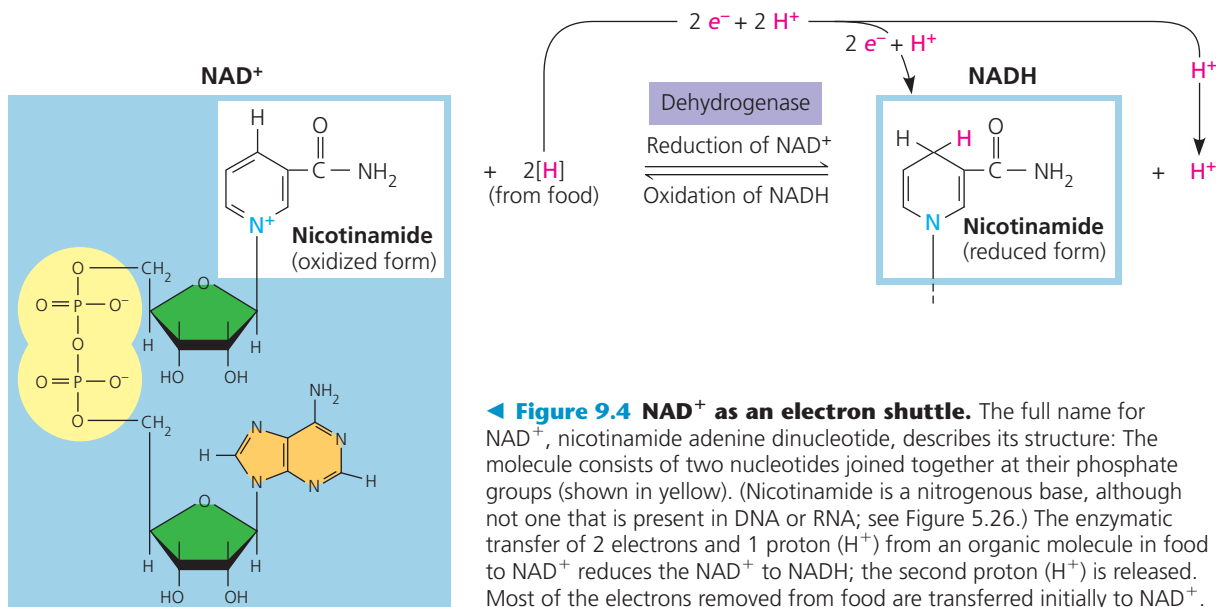 2 e⁻ + 2 H⁺
2 e⁻ + H⁺
NAD⁺
NADH
H⁺
Dehydrogenase
H
O
C
NH₂
N⁺
Nicotinamide
(oxidized form)
+ 2[H]
(from food)
Reduction of NAD⁺
Oxidation of NADH
H
H
O
C
NH₂
N
Nicotinamide
(reduced form)
+ H⁺
O
CH₂
O
O=P—O⁻
H
H
O
HO
OH
O=P—O⁻
O
CH₂
NH₂
N
N
H
N
N
H
O
H
H
HO
OH
◄ Figure 9.4 NAD⁺ as an electron shuttle. The full name for
NAD⁺, nicotinamide adenine dinucleotide, describes its structure: The
molecule consists of two nucleotides joined together at their phosphate
groups (shown in yellow). (Nicotinamide is a nitrogenous base, although
not one that is present in DNA or RNA; see Figure 5.26.) The enzymatic
transfer of 2 electrons and 1 proton (H⁺) from an organic molecule in food
to NAD⁺ reduces the NAD⁺ to NADH; the second proton (H⁺) is released.
Most of the electrons removed from food are transferred initially to NAD⁺.